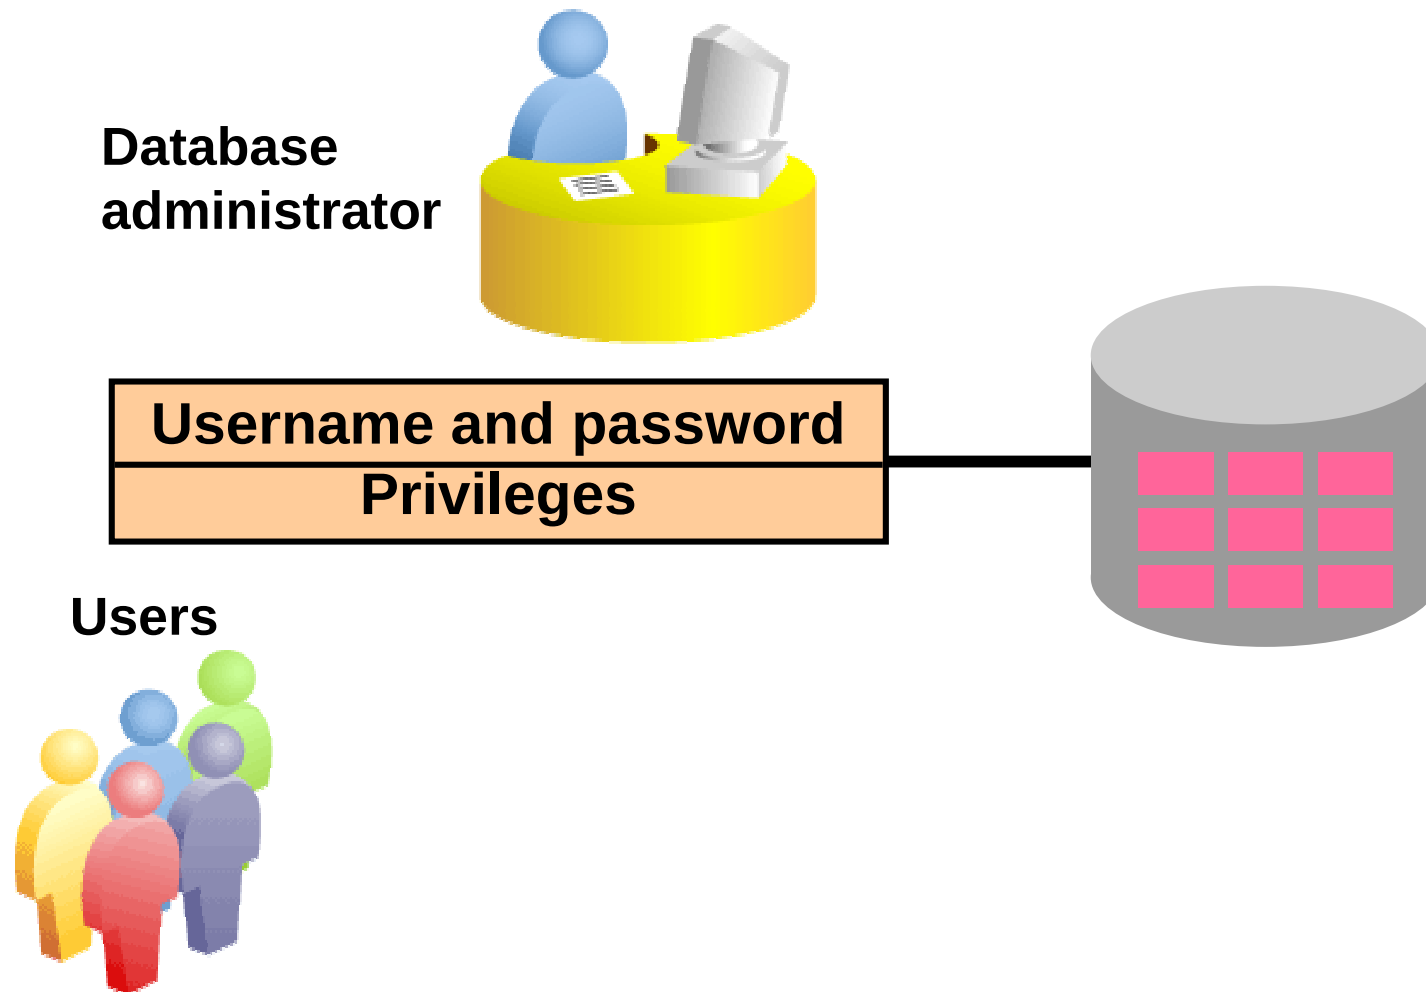 Database
administrator
Username and password
Privileges
Users